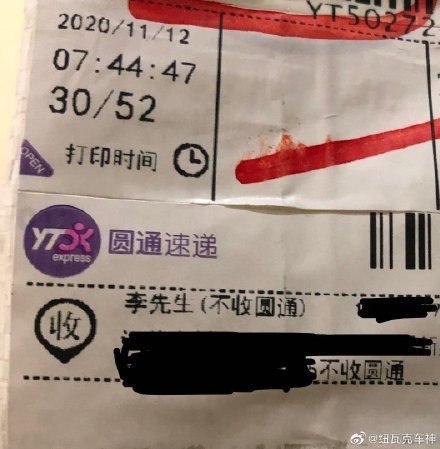 2020/11/12
07:44:47
30/52
打印时间
OPEN
YTO
express
圆通速递
收
李先生(不收圆通)
不收圆通
@纽瓦克车神